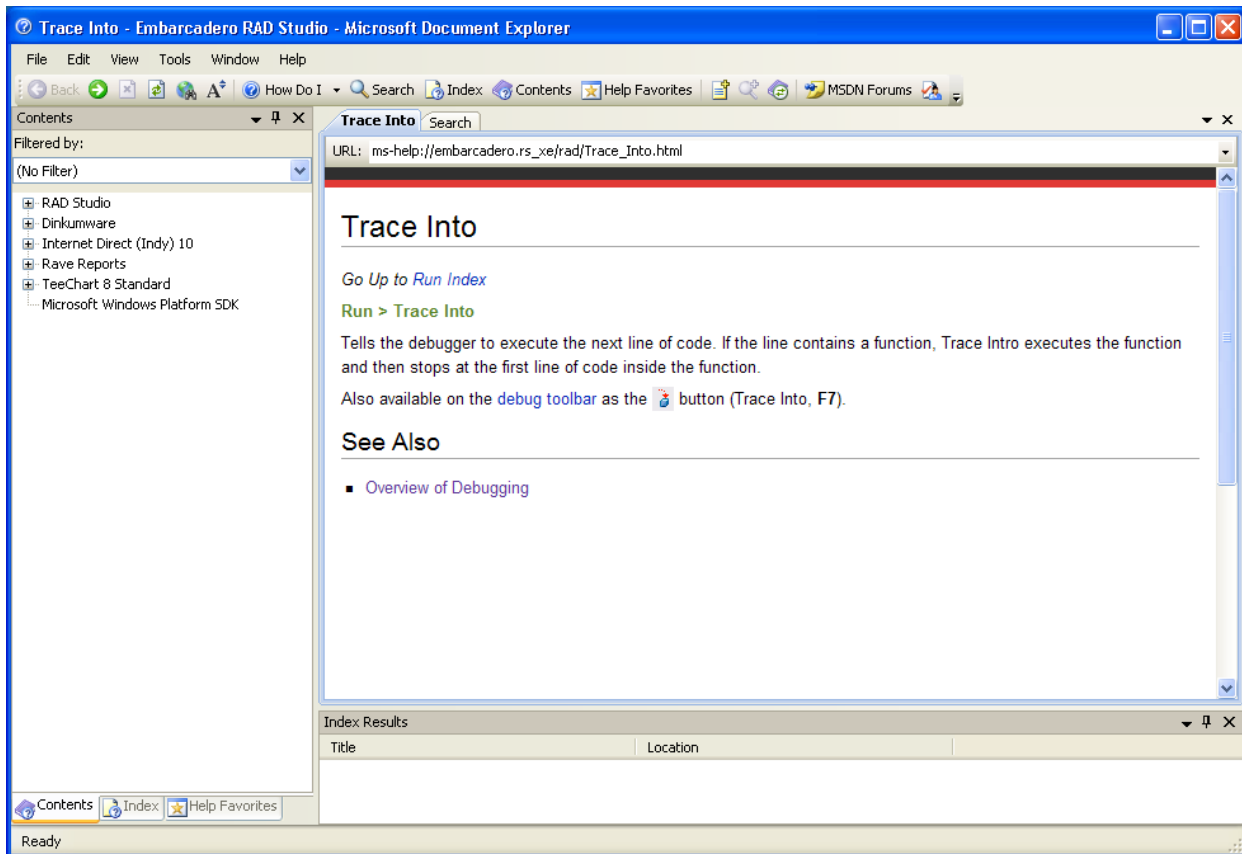 Trace Into - Embarcadero RAD Studio - Microsoft Document Explorer
File Edit View Tools Window Help
Back How Do I Search Index Contents Help Favorites MSDN Forums
Contents
Filtered by:
(No Filter)
RAD Studio
Dinkumware
Internet Direct (Indy) 10
Rave Reports
TeeChart 8 Standard
Microsoft Windows Platform SDK
Contents Index Help Favorites
Trace Into Search
URL: ms-help://embarcadero.rs_xe/rad/Trace_Into.html
Trace Into
Go Up to Run Index
Run > Trace Into
Tells the debugger to execute the next line of code. If the line contains a function, Trace Intro executes the function
and then stops at the first line of code inside the function.
Also available on the debug toolbar as the button (Trace Into, F7).
See Also
Overview of Debugging
Index Results
Title Location
Ready